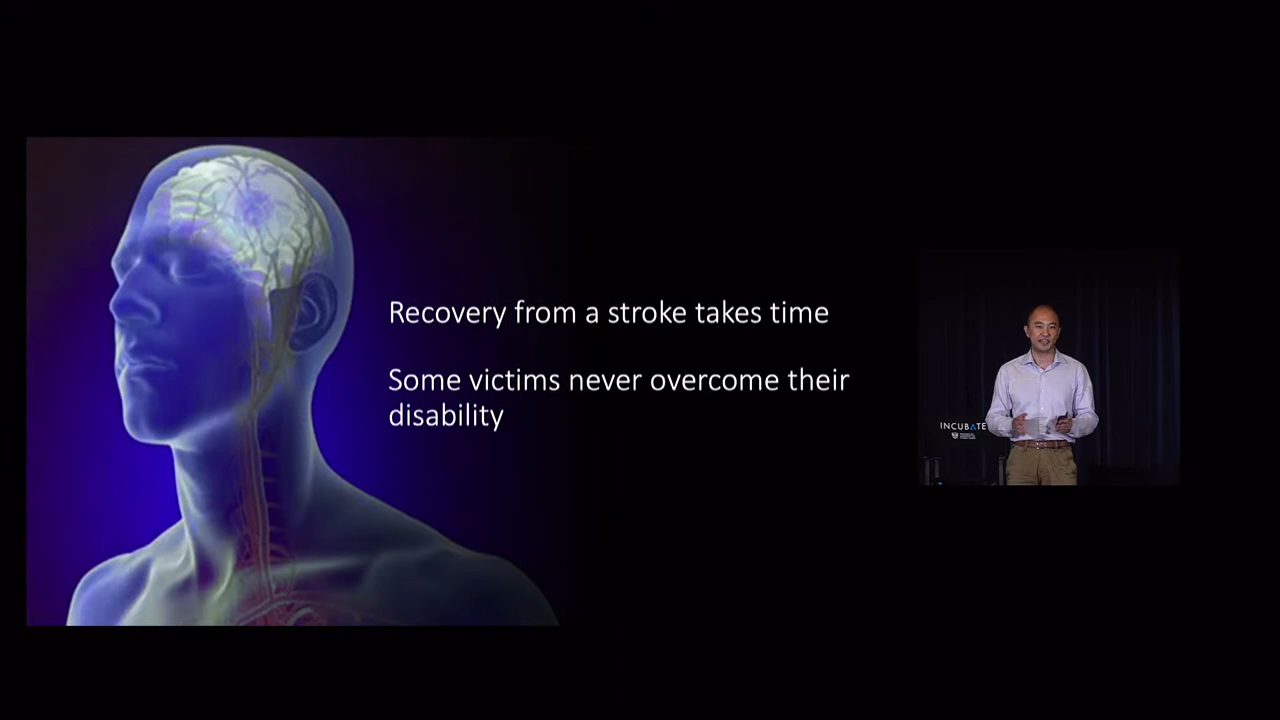 Recovery from a stroke takes time
Some victims never overcome their
disability
INCUBATE